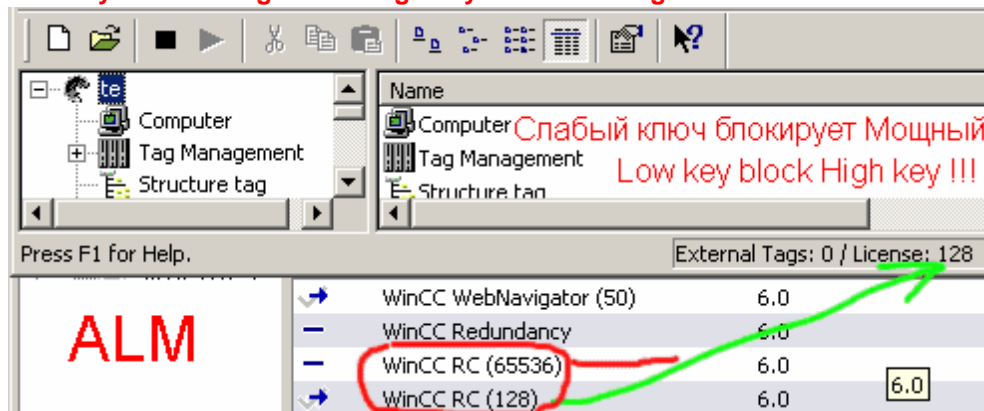 te
Computer
Tag Management
Structure tag
Name
Computer
Слабый ключ блокирует Мощный
Tag Management
Low key block High key !!!
Structure tag
Press F1 for Help.
External Tags: 0 / License: 128
ALM
WinCC WebNavigator (50) 6.0
WinCC Redundancy 6.0
WinCC RC (65536) 6.0
WinCC RC (128) 6.0
6.0